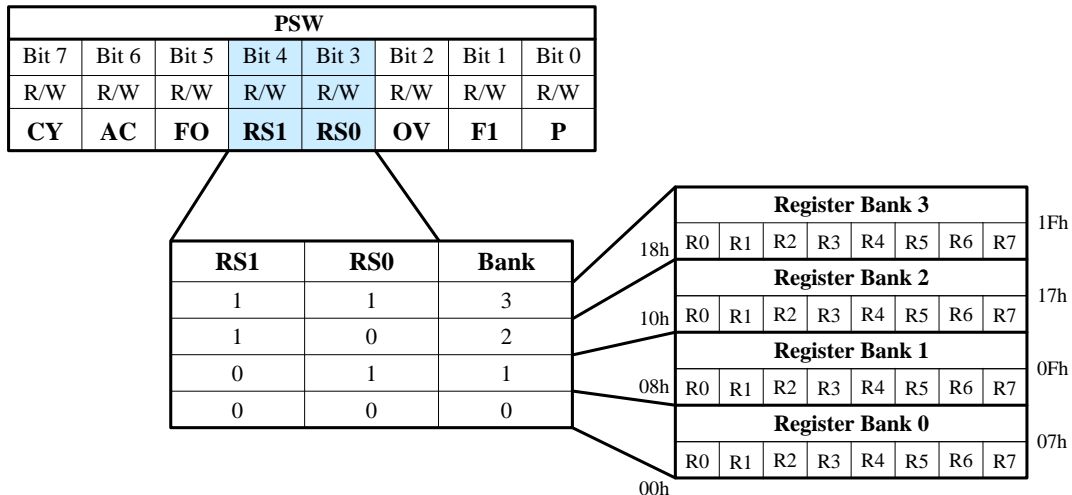 PSW
Bit 7 Bit 6 Bit 5 Bit 4 Bit 3 Bit 2 Bit 1 Bit 0
R/W R/W R/W R/W R/W R/W R/W R/W
CY AC FO RS1 RS0 OV F1 P
RS1 RS0 Bank
1 1 3
1 0 2
0 1 1
0 0 0
Register Bank 3
1Fh
18h R0 R1 R2 R3 R4 R5 R6 R7
Register Bank 2
17h
10h R0 R1 R2 R3 R4 R5 R6 R7
Register Bank 1
0Fh
08h R0 R1 R2 R3 R4 R5 R6 R7
Register Bank 0
07h
R0 R1 R2 R3 R4 R5 R6 R7
00h